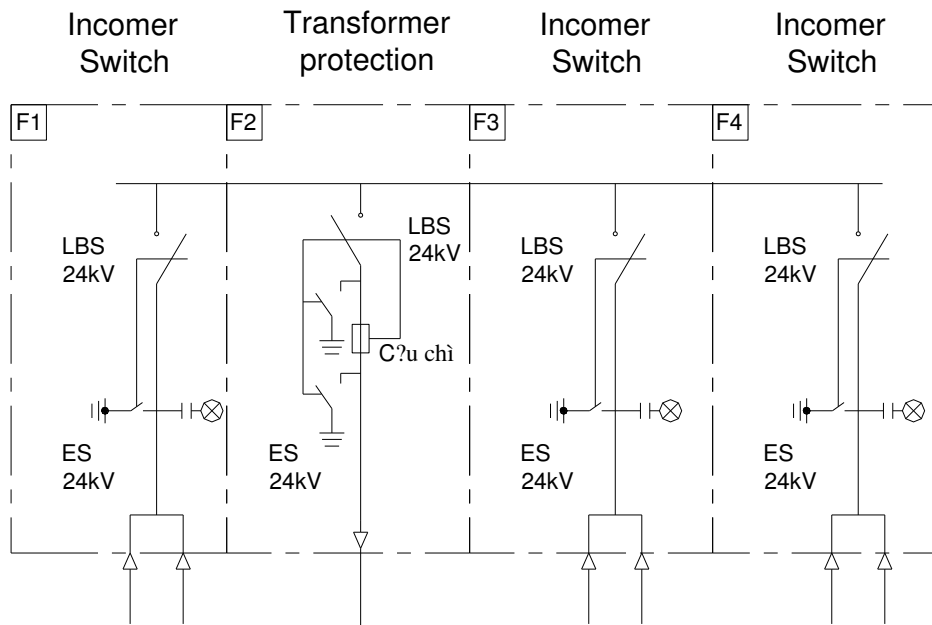 Incomer
Switch
Transformer
protection
Incomer
Switch
Incomer
Switch
F1
F2
F3
F4
LBS
24kV
LBS
24kV
LBS
24kV
LBS
24kV
C?u chì
ES
24kV
ES
24kV
ES
24kV
ES
24kV